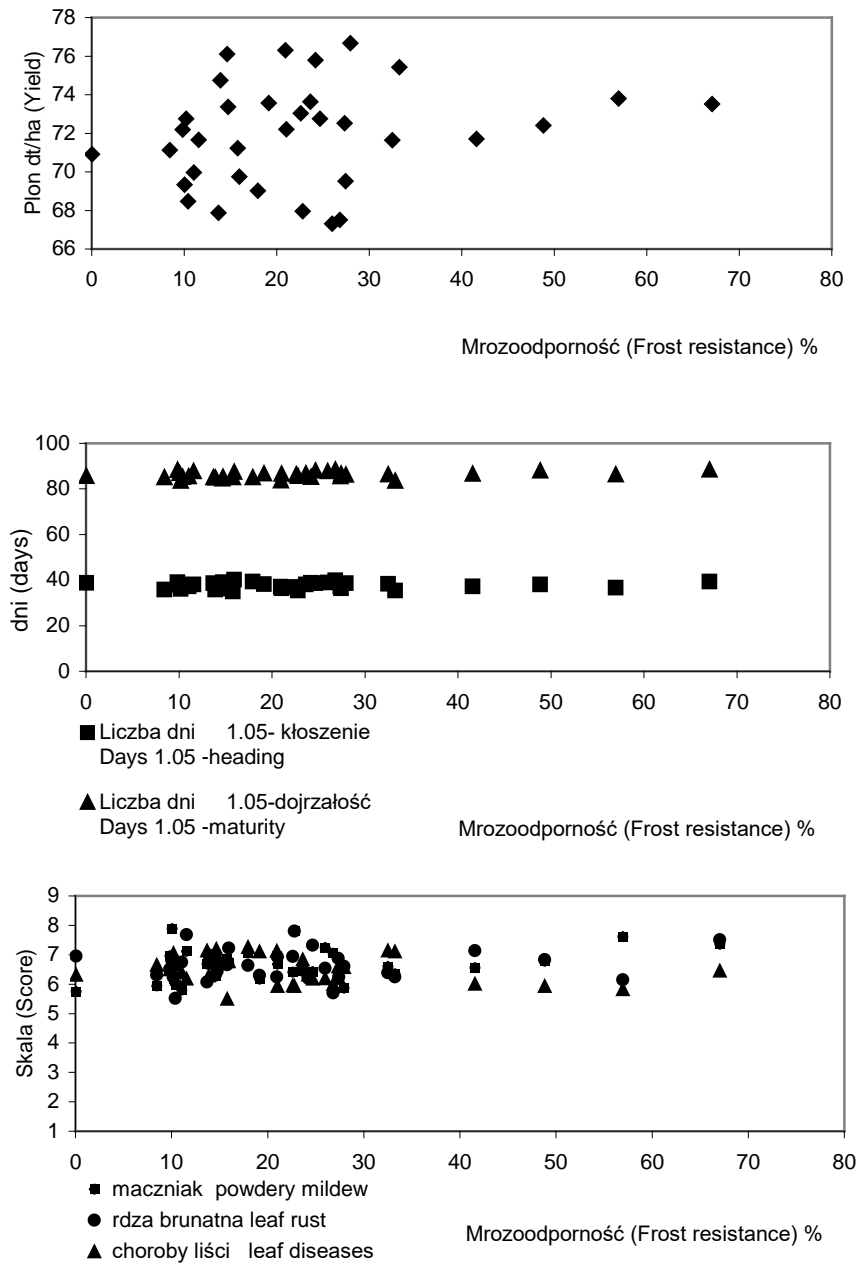 78
76
74
72
70
68
66
Plon dt/ha (Yield)
0 10 20 30 40 50 60 70 80
Mrozoodporność (Frost resistance) %
100
80
60
40
20
0
dni (days)
0 10 20 30 40 50 60 70 80
Liczba dni 1.05- kłoszenie
Days 1.05 -heading
Liczba dni 1.05-dojrzałość
Days 1.05 -maturity
Mrozoodporność (Frost resistance) %
9
8
7
6
5
4
3
2
1
Skala (Score)
0 10 20 30 40 50 60 70 80
maczniak powdery mildew
rdza brunatna leaf rust
choroby liści leaf diseases
Mrozoodporność (Frost resistance) %